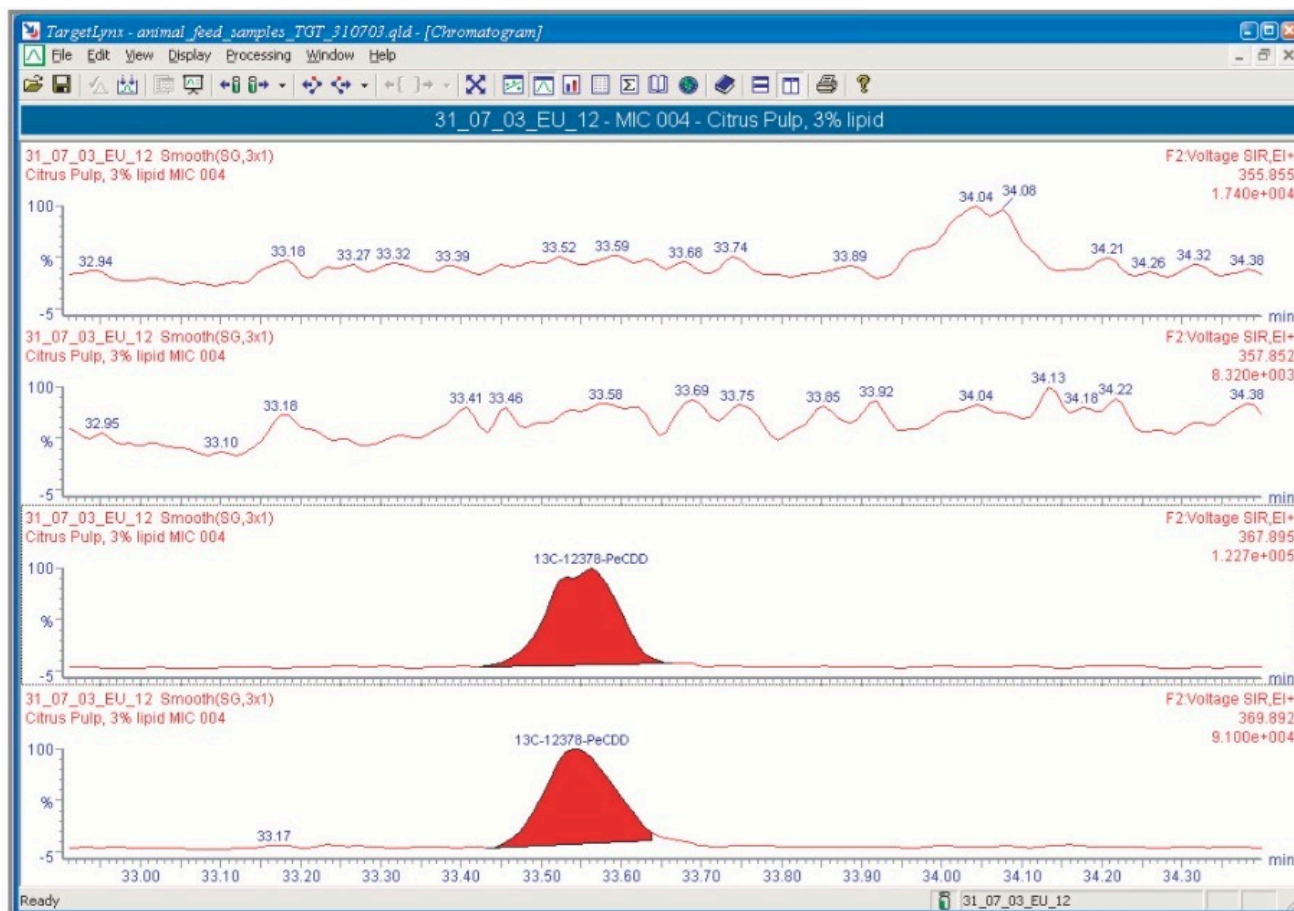 TargetLynx - animal_feed_samples_TGT_310703.qld - [Chromatogram]
File Edit View Display Processing Window Help
31_07_03_EU_12 - MIC 004 - Citrus Pulp, 3% lipid
31_07_03_EU_12 Smooth(SG,3x1) F2:Voltage SIR,EI+
Citrus Pulp, 3% lipid MIC 004 355.855
1.740e+004
100 34.04 34.08
% 32.94 33.18 33.27 33.32 33.39 33.52 33.59 33.68 33.74 33.89 34.21 34.26 34.32 34.38
-5 min
31_07_03_EU_12 Smooth(SG,3x1) F2:Voltage SIR,EI+
Citrus Pulp, 3% lipid MIC 004 357.852
8.320e+003
100 32.95 33.10 33.18 33.41 33.46 33.58 33.69 33.75 33.85 33.92 34.04 34.13 34.18 34.22 34.38
%
-5 min
31_07_03_EU_12 Smooth(SG,3x1) F2:Voltage SIR,EI+
Citrus Pulp, 3% lipid MIC 004 367.895
1.227e+005
13C-12378-PeCDD
100
%
-5 min
31_07_03_EU_12 Smooth(SG,3x1) F2:Voltage SIR,EI+
Citrus Pulp, 3% lipid MIC 004 369.892
9.100e+004
13C-12378-PeCDD
100
%
33.17
-5 min
33.00 33.10 33.20 33.30 33.40 33.50 33.60 33.70 33.80 33.90 34.00 34.10 34.20 34.30
Ready 31_07_03_EU_12